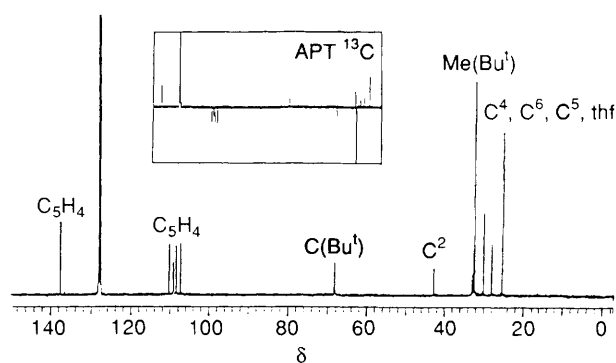 APT ¹³C
Me(Buᵗ)
C⁴, C⁶, C⁵, thf
C₅H₄
C₅H₄
C(Buᵗ)
C²
140 120 100 80 60 40 20 0
δ